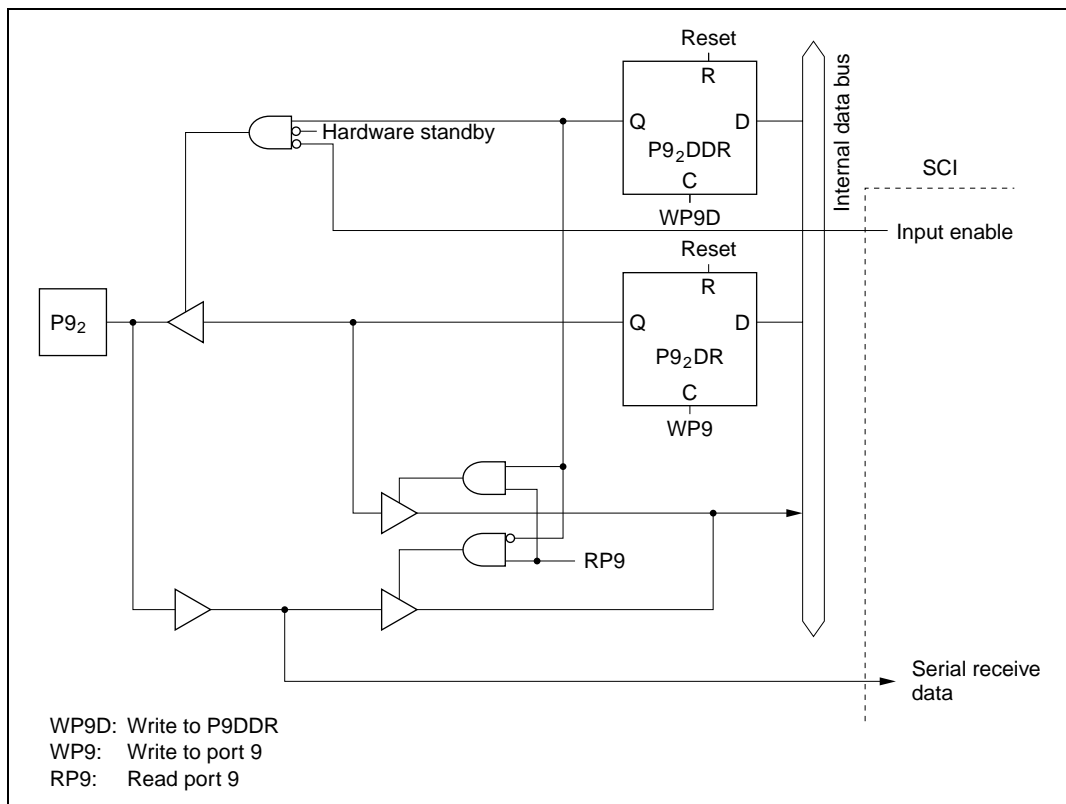 Reset
R
Q
D
P9₂DDR
C
WP9D
Hardware standby
Internal data bus
SCI
Input enable
Reset
R
P9₂
Q
D
P9₂DR
C
WP9
RP9
Serial receive
data
WP9D: Write to P9DDR
WP9: Write to port 9
RP9: Read port 9